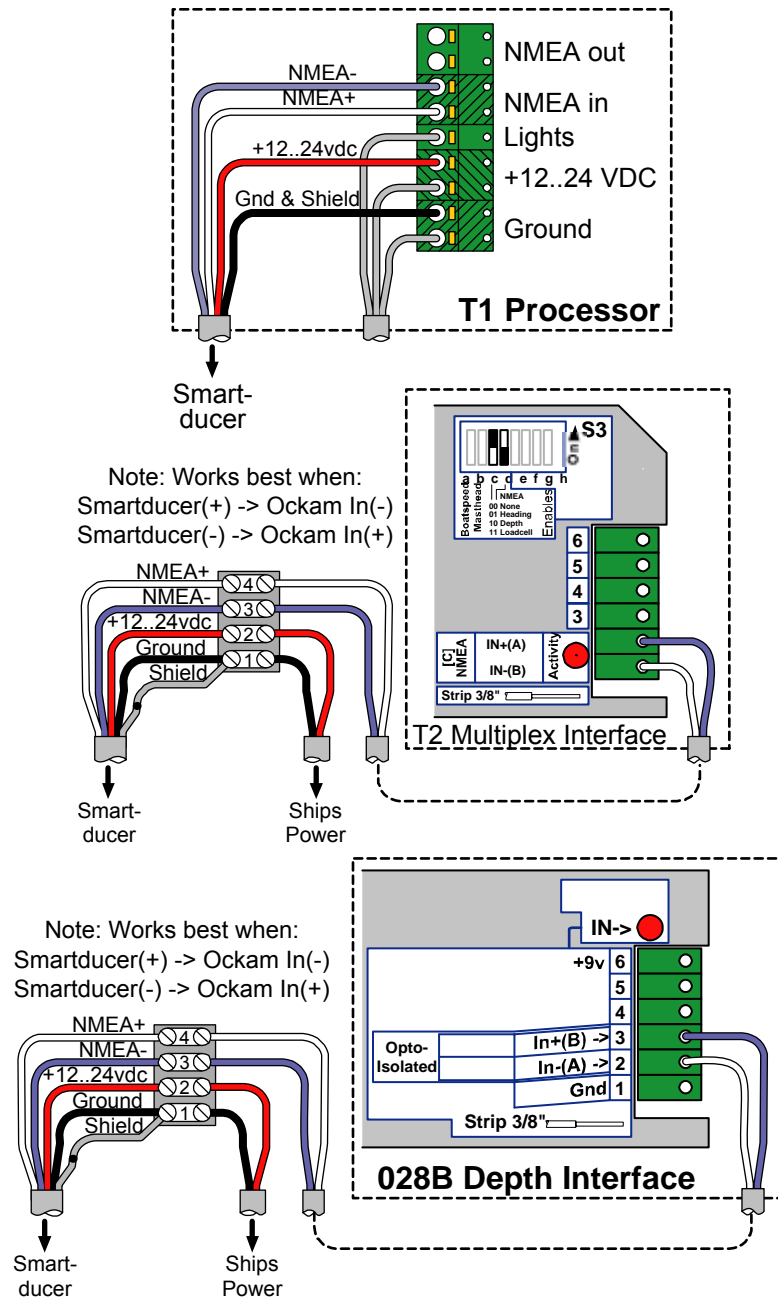 NMEA out
NMEA-
NMEA+
NMEA in
Lights
+12..24vdc
+12..24 VDC
Gnd & Shield
Ground
T1 Processor
Smart-
ducer
S3
On
a b c d e f g h
Boatspeed
Masthead
NMEA
00 None
01 Heading
10 Depth
11 Loadcell
Enables
Note: Works best when:
Smartducer(+) -> Ockam In(-)
Smartducer(-) -> Ockam In(+)
NMEA+
NMEA-
+12..24vdc
Ground
Shield
4
3
2
1
6
5
4
3
[C]
NMEA
IN+(A)
IN-(B)
Activity
Strip 3/8"
T2 Multiplex Interface
Smart-
ducer
Ships
Power
Note: Works best when:
Smartducer(+) -> Ockam In(-)
Smartducer(-) -> Ockam In(+)
NMEA+
NMEA-
+12..24vdc
Ground
Shield
4
3
2
1
IN->
+9v 6
5
4
In+(B) -> 3
In-(A) -> 2
Gnd 1
Opto-
Isolated
Strip 3/8"
028B Depth Interface
Smart-
ducer
Ships
Power